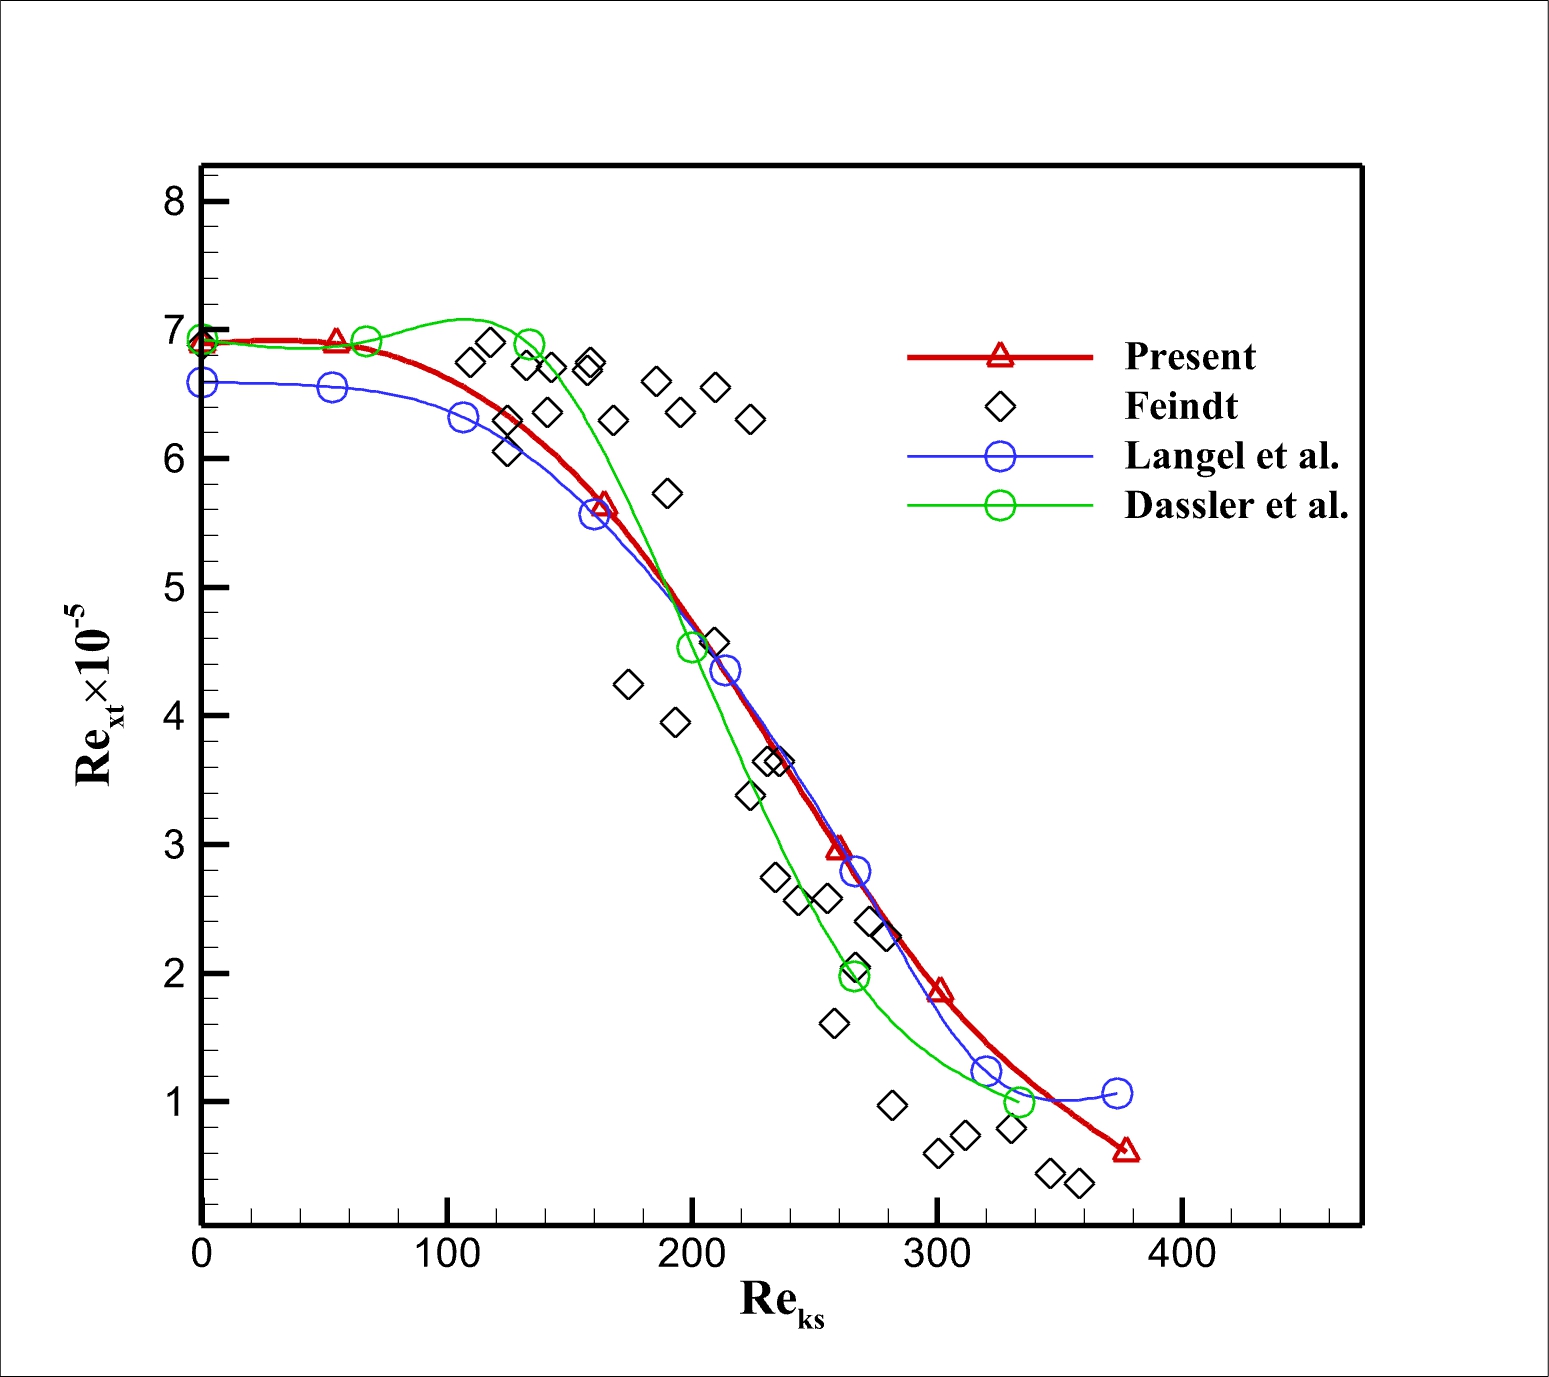 8
7
6
5
4
3
2
1
0 100 200 300 400
Re_xt×10^-5
Re_ks
Present
Feindt
Langel et al.
Dassler et al.